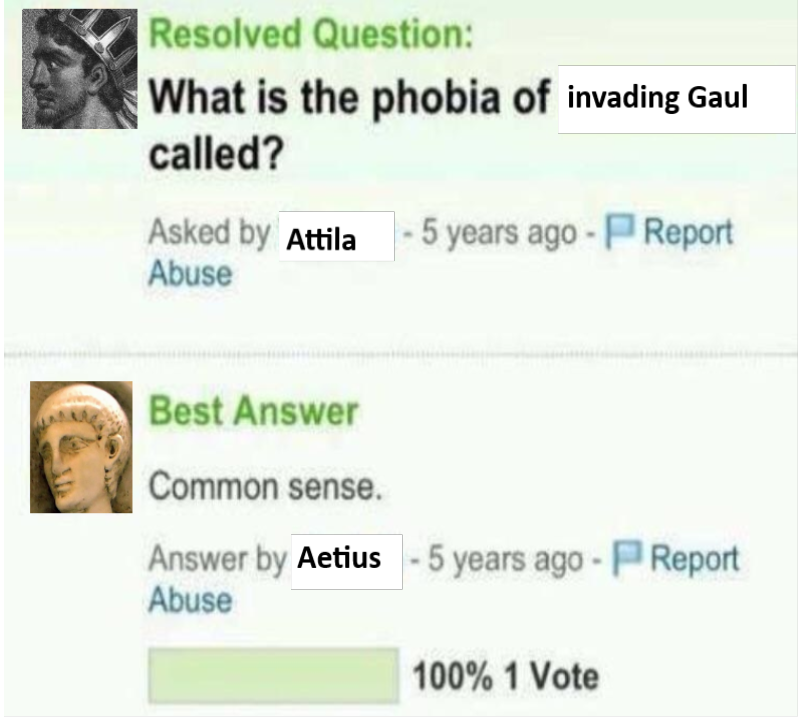 Resolved Question:
What is the phobia of invading Gaul
called?
Asked by Attila - 5 years ago - Report
Abuse
Best Answer
Common sense.
Answer by Aetius - 5 years ago - Report
Abuse
100% 1 Vote